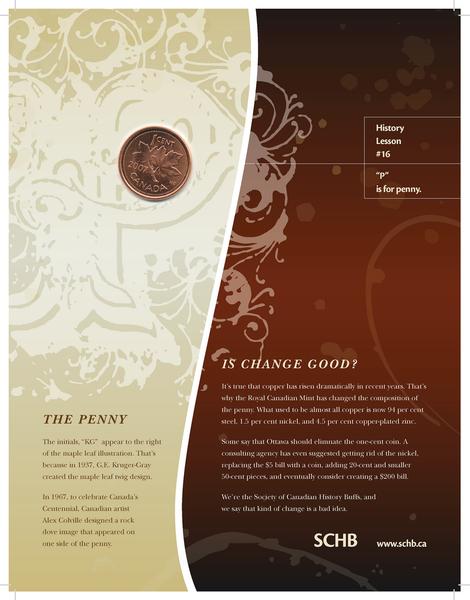 1 CENT
2007
CANADA
History
Lesson
#16
"P"
is for penny.
IS CHANGE GOOD?
It's true that copper has risen dramatically in recent years. That's
why the Royal Canadian Mint has changed the composition of
the penny. What used to be almost all copper is now 94 per cent
steel, 1.5 per cent nickel, and 4.5 per cent copper-plated zinc.
Some say that Ottawa should eliminate the one-cent coin. A
consulting agency has even suggested getting rid of the nickel,
replacing the $5 bill with a coin, adding 20-cent and smaller
50-cent pieces, and eventually consider creating a $200 bill.
We're the Society of Canadian History Buffs, and
we say that kind of change is a bad idea.
THE PENNY
The initials, "KG" appear to the right
of the maple leaf illustration. That's
because in 1937, G.E. Kruger-Gray
created the maple leaf twig design.
In 1967, to celebrate Canada's
Centennial, Canadian artist
Alex Colville designed a rock
dove image that appeared on
one side of the penny.
SCHB www.schb.ca